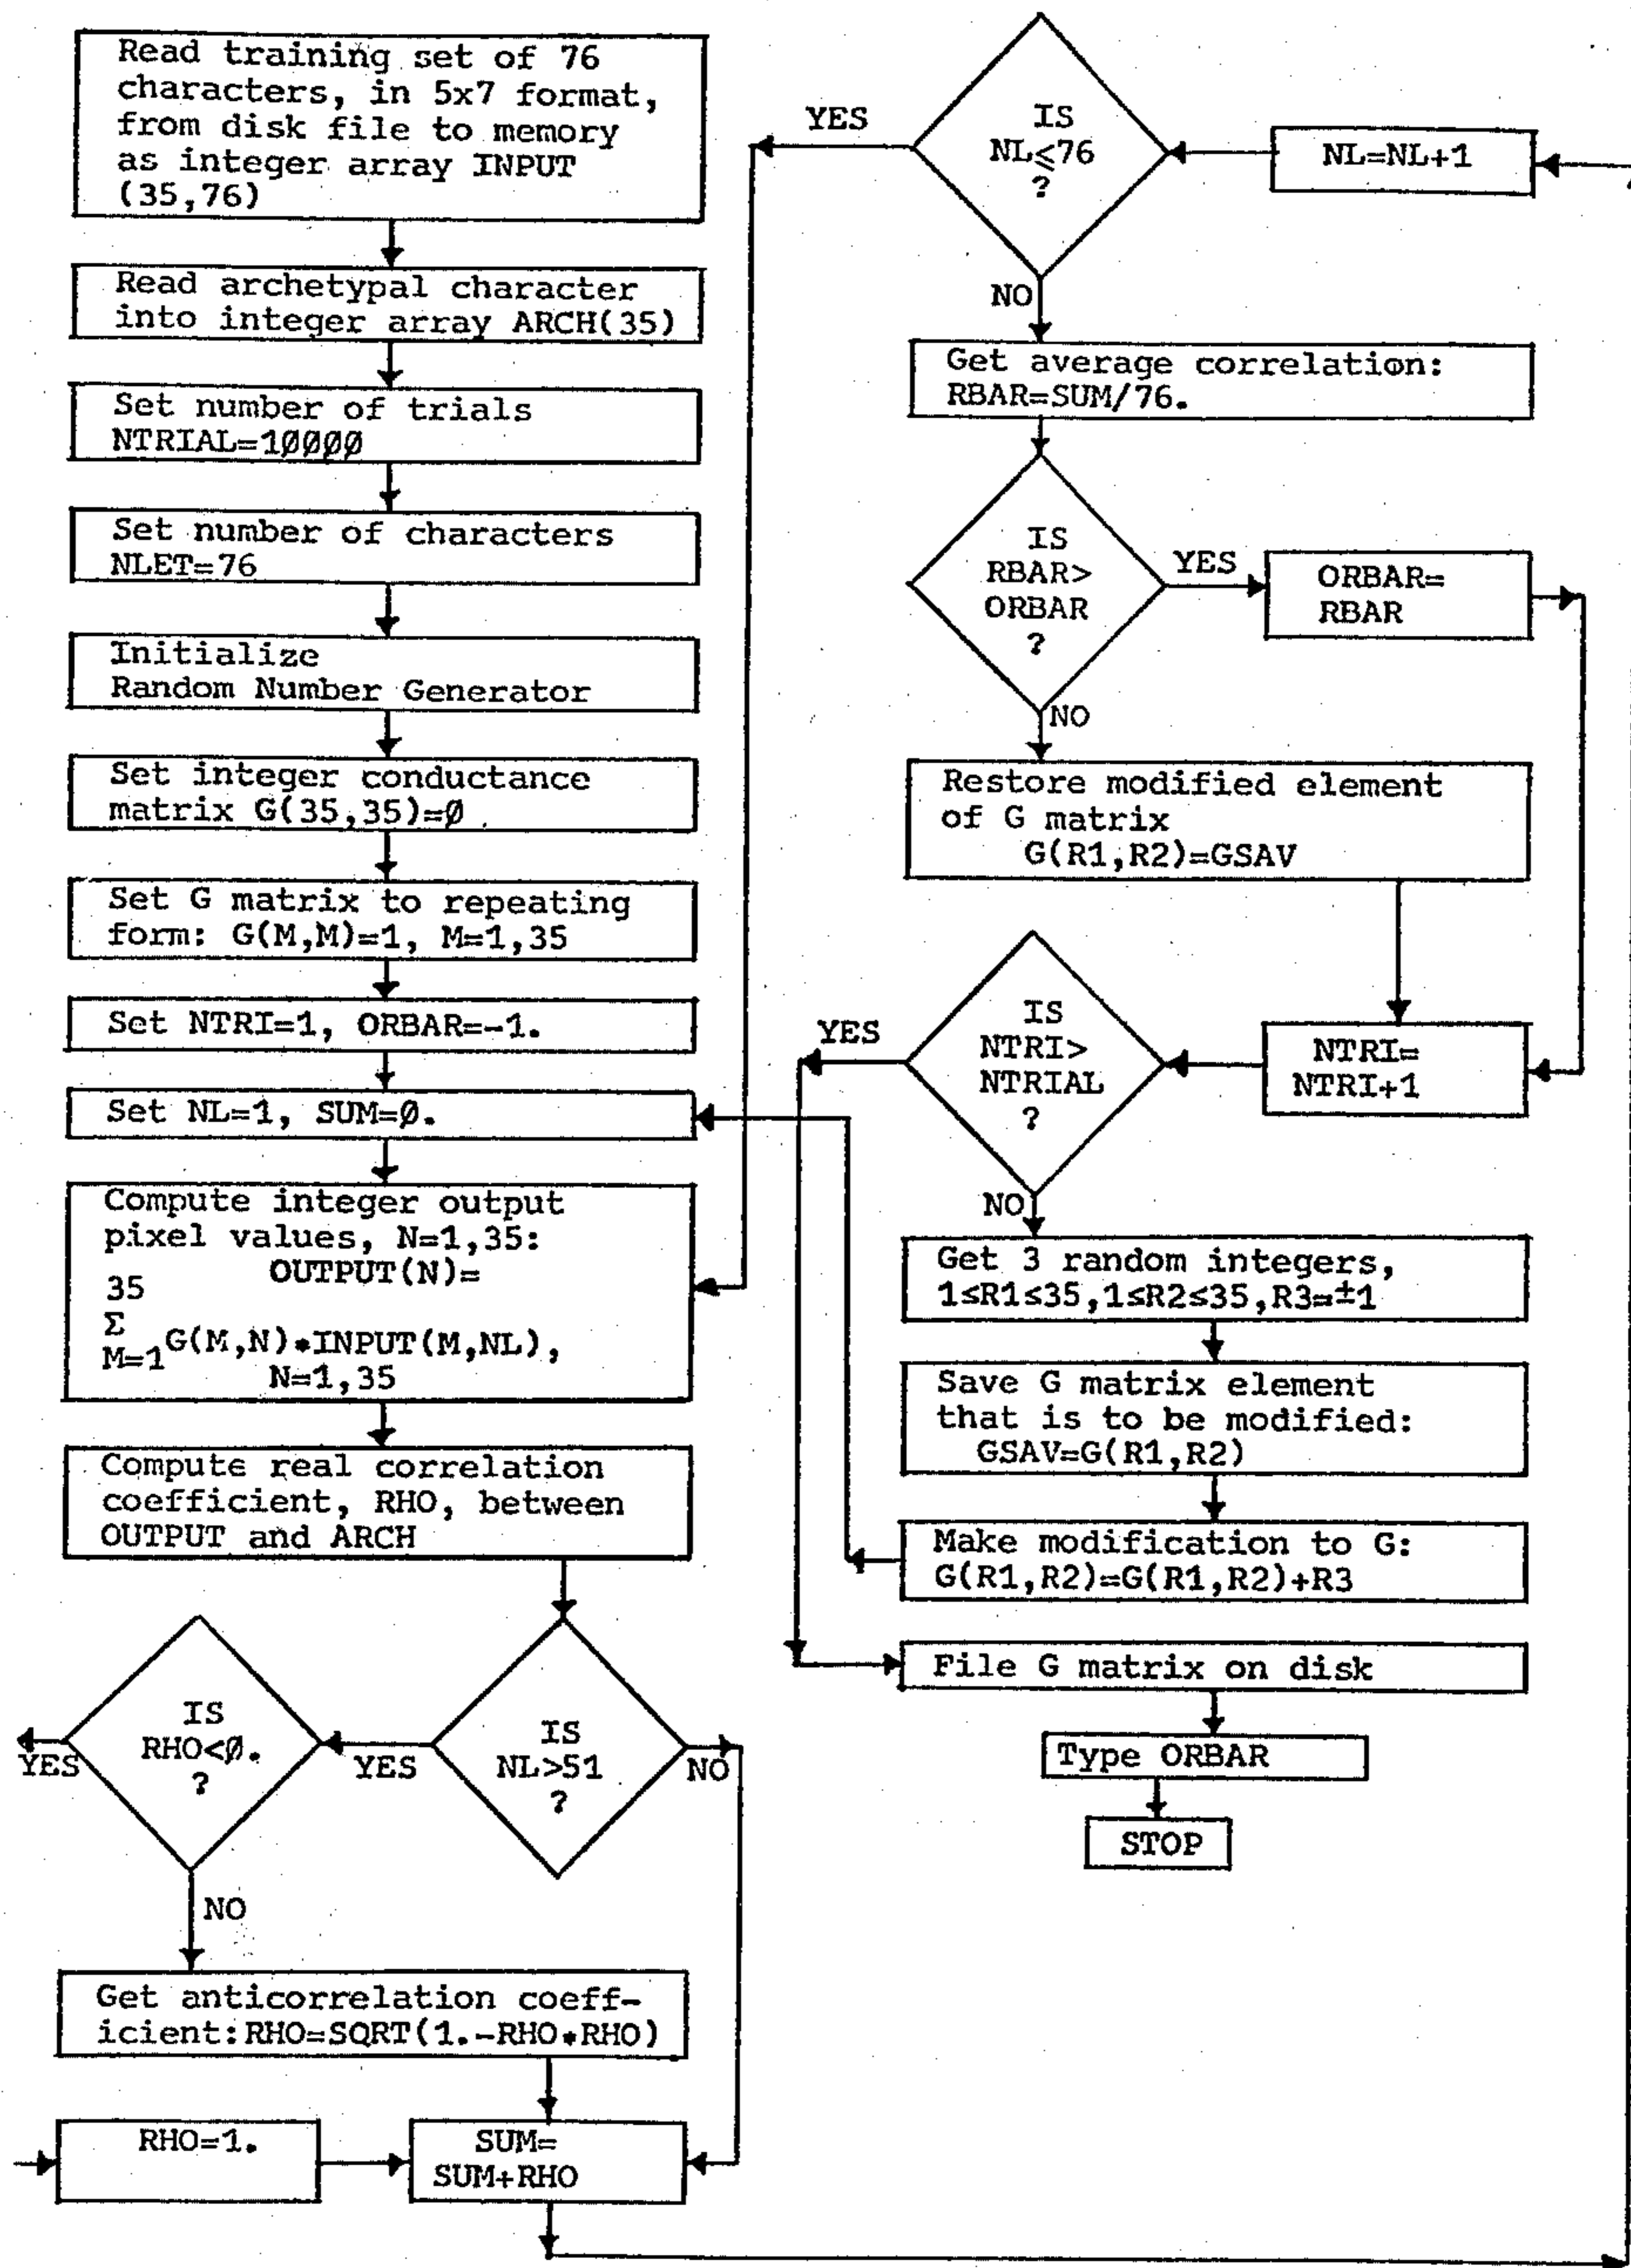 Read training set of 76
characters, in 5x7 format,
from disk file to memory
as integer array INPUT
(35,76)
Read archetypal character
into integer array ARCH(35)
Set number of trials
NTRIAL=1ØØØØ
Set number of characters
NLET=76
Initialize
Random Number Generator
Set integer conductance
matrix G(35,35)=Ø
Set G matrix to repeating
form: G(M,M)=1, M=1,35
Set NTRI=1, ORBAR=-1.
Set NL=1, SUM=Ø.
Compute integer output
pixel values, N=1,35:
OUTPUT(N)=
35
Σ
M=1 G(M,N)*INPUT(M,NL),
N=1,35
Compute real correlation
coefficient, RHO, between
OUTPUT and ARCH
IS
NL>51
?
YES
NO
IS
RHO<Ø.
?
YES
NO
Get anticorrelation coeff-
icient:RHO=SQRT(1.-RHO*RHO)
RHO=1.
SUM=
SUM+RHO
NL=NL+1
IS
NL≤76
?
YES
NO
Get average correlation:
RBAR=SUM/76.
IS
RBAR>
ORBAR
?
YES
ORBAR=
RBAR
NO
Restore modified element
of G matrix
G(R1,R2)=GSAV
NTRI=
NTRI+1
IS
NTRI>
NTRIAL
?
YES
NO
Get 3 random integers,
1≤R1≤35,1≤R2≤35,R3=±1
Save G matrix element
that is to be modified:
GSAV=G(R1,R2)
Make modification to G:
G(R1,R2)=G(R1,R2)+R3
File G matrix on disk
Type ORBAR
STOP